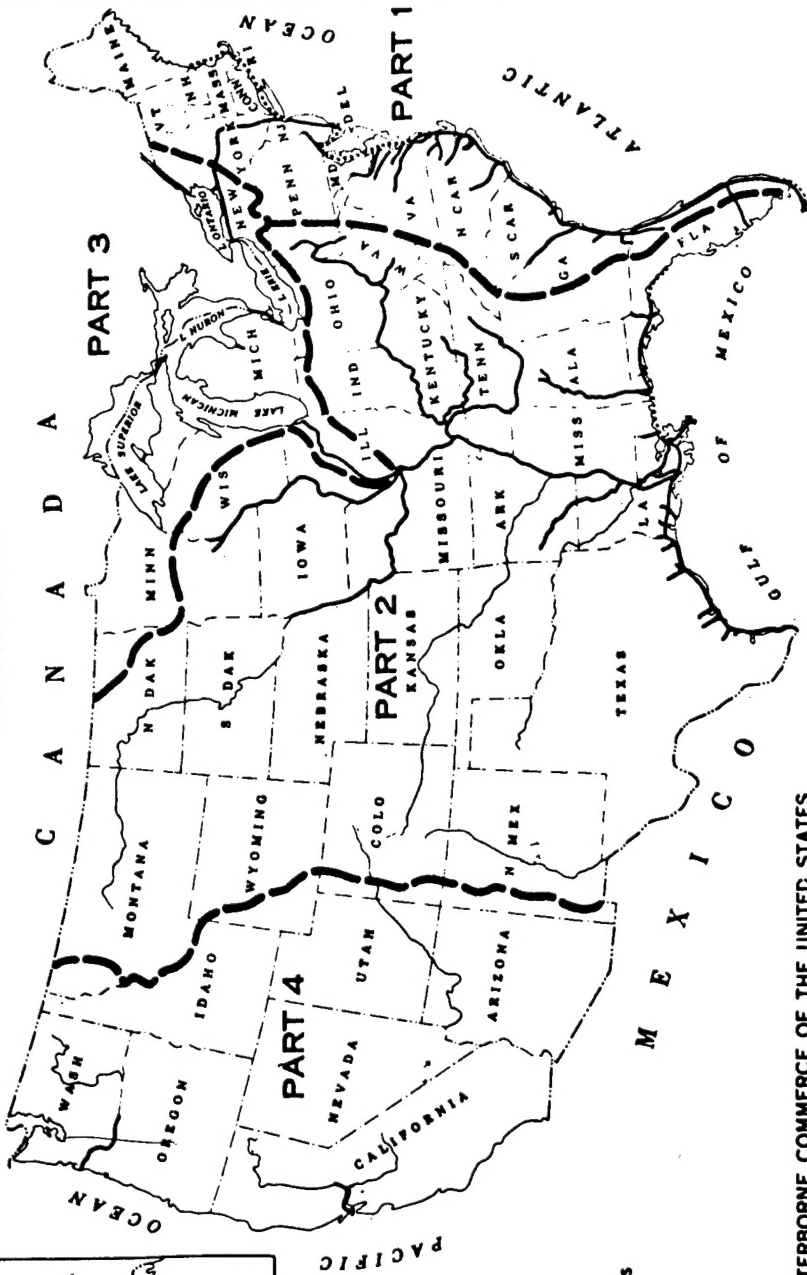 C A N A D A
PART 3
PART 1
PART 2
PART 4
WASH
OREGON
CALIFORNIA
NEVADA
IDAHO
UTAH
ARIZONA
MONTANA
WYOMING
COLO
N MEX
N DAK
S DAK
NEBRASKA
KANSAS
OKLA
TEXAS
MINN
IOWA
MISSOURI
ARK
LA
WIS
ILL
MICH
IND
OHIO
KENTUCKY
TENN
MISS
ALA
GA
FLA
S CAR
N CAR
VA
W VA
MD
DEL
PENN
NJ
NEW YORK
CONN
RI
MASS
VT
NH
MAINE
LAKE SUPERIOR
LAKE MICHIGAN
L HURON
L ERIE
L ONTARIO
PACIFIC
OCEAN
ATLANTIC
OCEAN
GULF
OF
MEXICO
M E X I C O
TERBORNE COMMERCE OF THE UNITED STATES
s